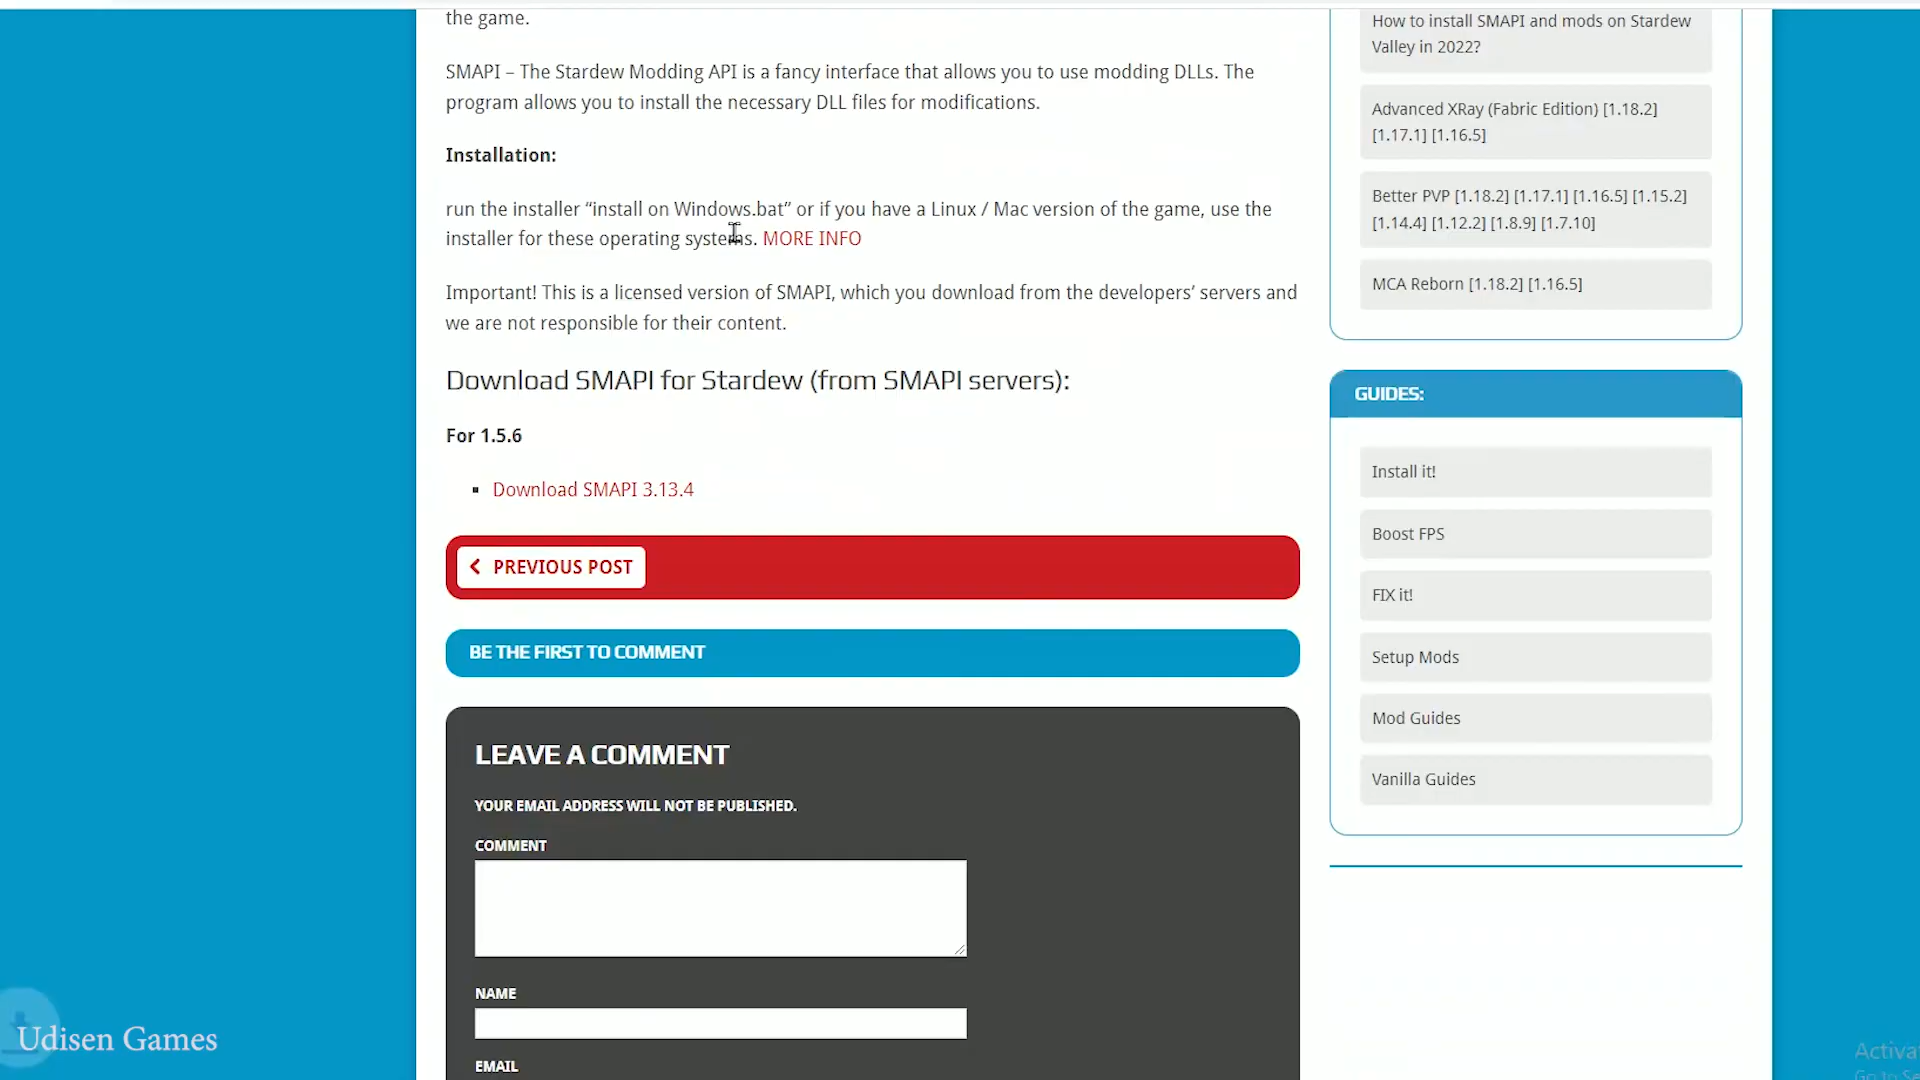 the game.
SMAPI – The Stardew Modding API is a fancy interface that allows you to use modding DLLs. The
program allows you to install the necessary DLL files for modifications.
Installation:
run the installer “install on Windows.bat” or if you have a Linux / Mac version of the game, use the
installer for these operating systems. MORE INFO
Important! This is a licensed version of SMAPI, which you download from the developers’ servers and
we are not responsible for their content.
Download SMAPI for Stardew (from SMAPI servers):
For 1.5.6
Download SMAPI 3.13.4
PREVIOUS POST
BE THE FIRST TO COMMENT
LEAVE A COMMENT
YOUR EMAIL ADDRESS WILL NOT BE PUBLISHED.
COMMENT
NAME
EMAIL
How to install SMAPI and mods on Stardew
Valley in 2022?
Advanced XRay (Fabric Edition) [1.18.2]
[1.17.1] [1.16.5]
Better PVP [1.18.2] [1.17.1] [1.16.5] [1.15.2]
[1.14.4] [1.12.2] [1.8.9] [1.7.10]
MCA Reborn [1.18.2] [1.16.5]
GUIDES:
Install it!
Boost FPS
FIX it!
Setup Mods
Mod Guides
Vanilla Guides
Udisen Games
Activa